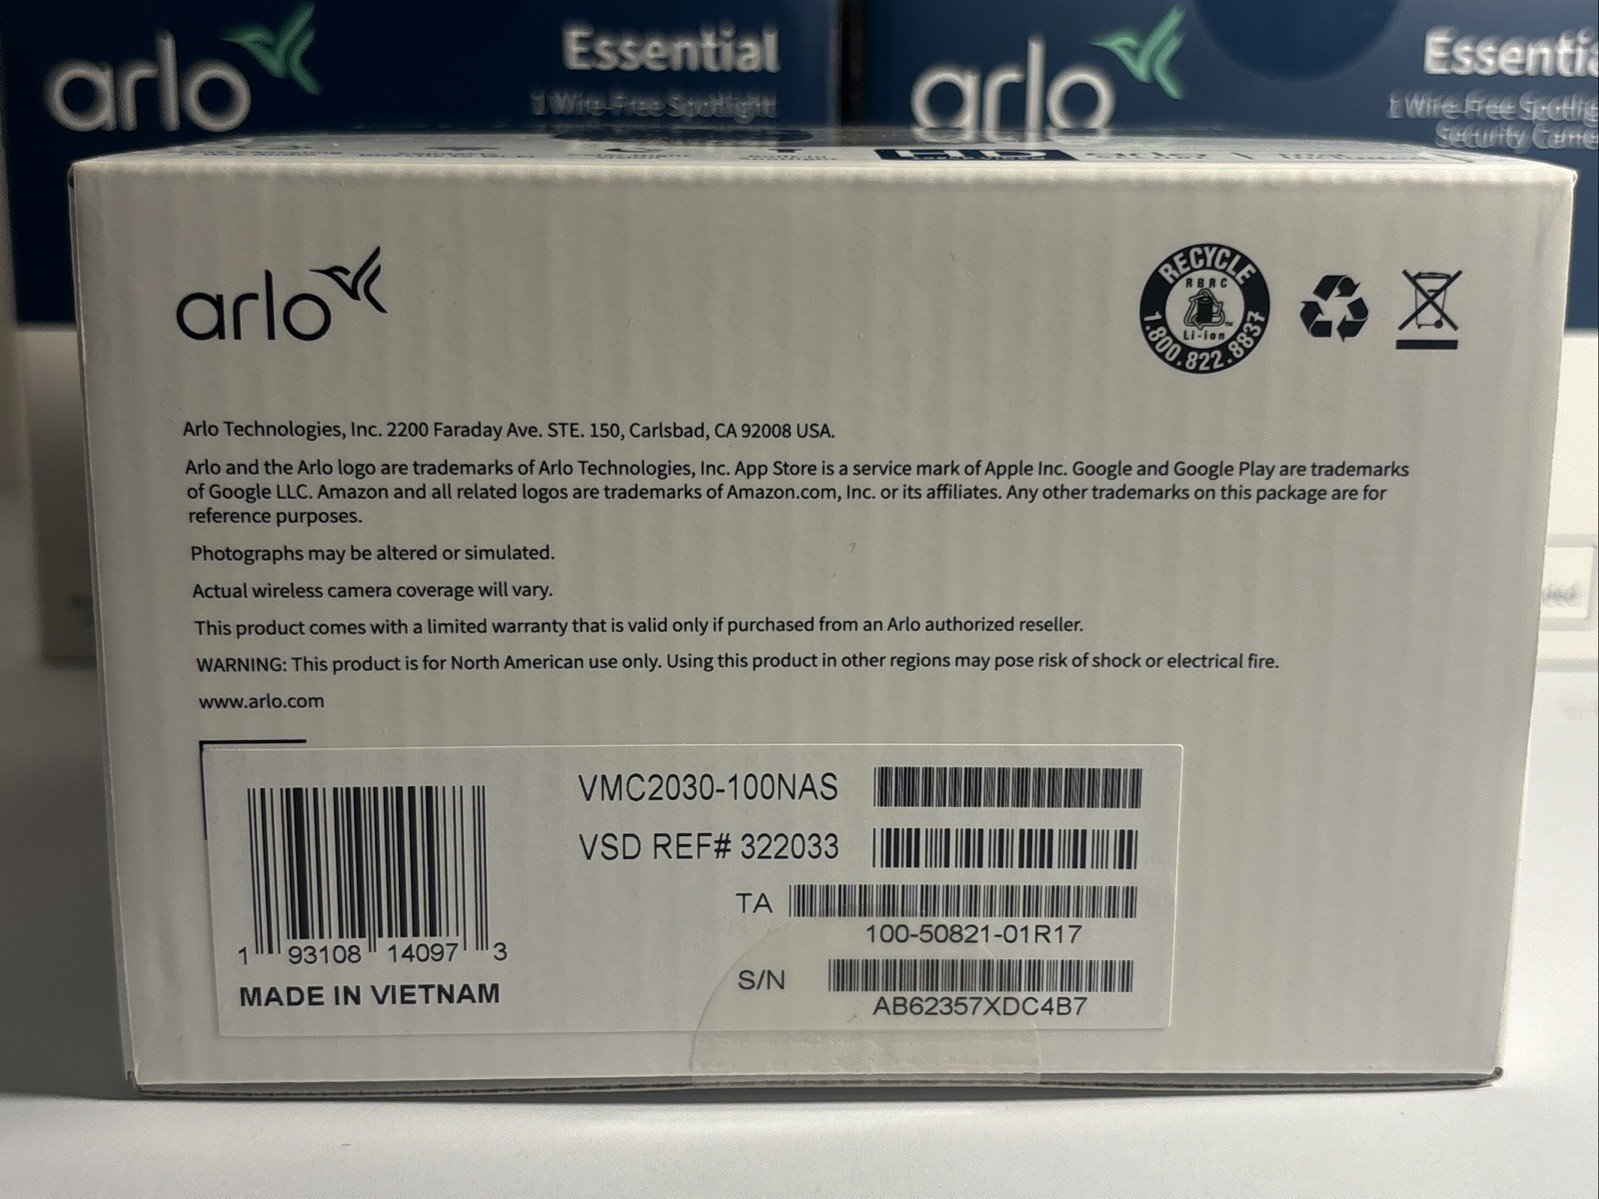 arlo
Essential
1 Wire-Free Spotlight
arlo
Essentia
1 Wire-Free Spotlig
Security Came
arlo
RECYCLE
RBRC
Li-ion
1.800.822.8837
Arlo Technologies, Inc. 2200 Faraday Ave. STE. 150, Carlsbad, CA 92008 USA.
Arlo and the Arlo logo are trademarks of Arlo Technologies, Inc. App Store is a service mark of Apple Inc. Google and Google Play are trademarks
of Google LLC. Amazon and all related logos are trademarks of Amazon.com, Inc. or its affiliates. Any other trademarks on this package are for
reference purposes.
Photographs may be altered or simulated.
Actual wireless camera coverage will vary.
This product comes with a limited warranty that is valid only if purchased from an Arlo authorized reseller.
WARNING: This product is for North American use only. Using this product in other regions may pose risk of shock or electrical fire.
www.arlo.com
VMC2030-100NAS
VSD REF# 322033
TA
100-50821-01R17
S/N
AB62357XDC4B7
1 93108 14097 3
MADE IN VIETNAM